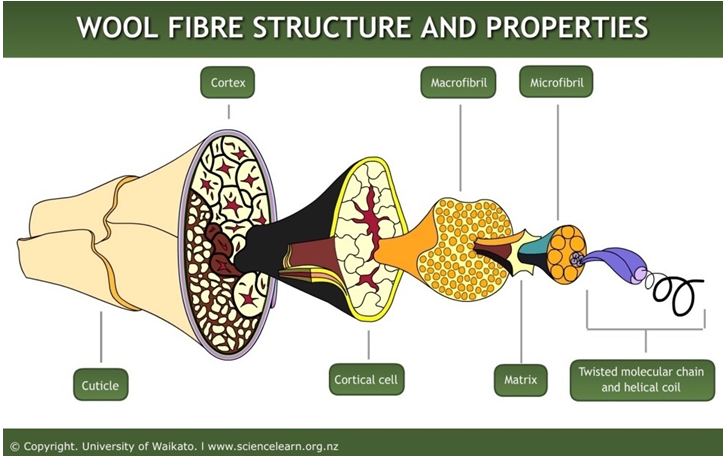 WOOL FIBRE STRUCTURE AND PROPERTIES
Cortex
Macrofibril
Microfibril
Cuticle
Cortical cell
Matrix
Twisted molecular chain
and helical coil
© Copyright. University of Waikato. l www.sciencelearn.org.nz